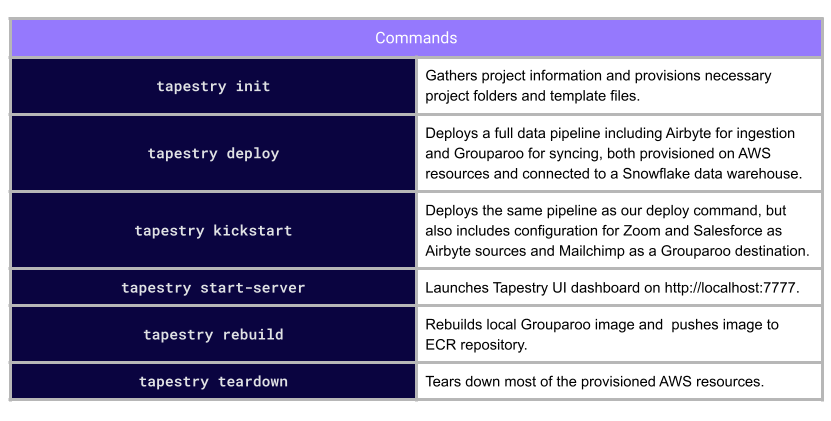 Commands
tapestry init
Gathers project information and provisions necessary
project folders and template files.
tapestry deploy
Deploys a full data pipeline including Airbyte for ingestion
and Grouparoo for syncing, both provisioned on AWS
resources and connected to a Snowflake data warehouse.
tapestry kickstart
Deploys the same pipeline as our deploy command, but
also includes configuration for Zoom and Salesforce as
Airbyte sources and Mailchimp as a Grouparoo destination.
tapestry start-server
Launches Tapestry UI dashboard on http://localhost:7777.
tapestry rebuild
Rebuilds local Grouparoo image and  pushes image to
ECR repository.
tapestry teardown
Tears down most of the provisioned AWS resources.